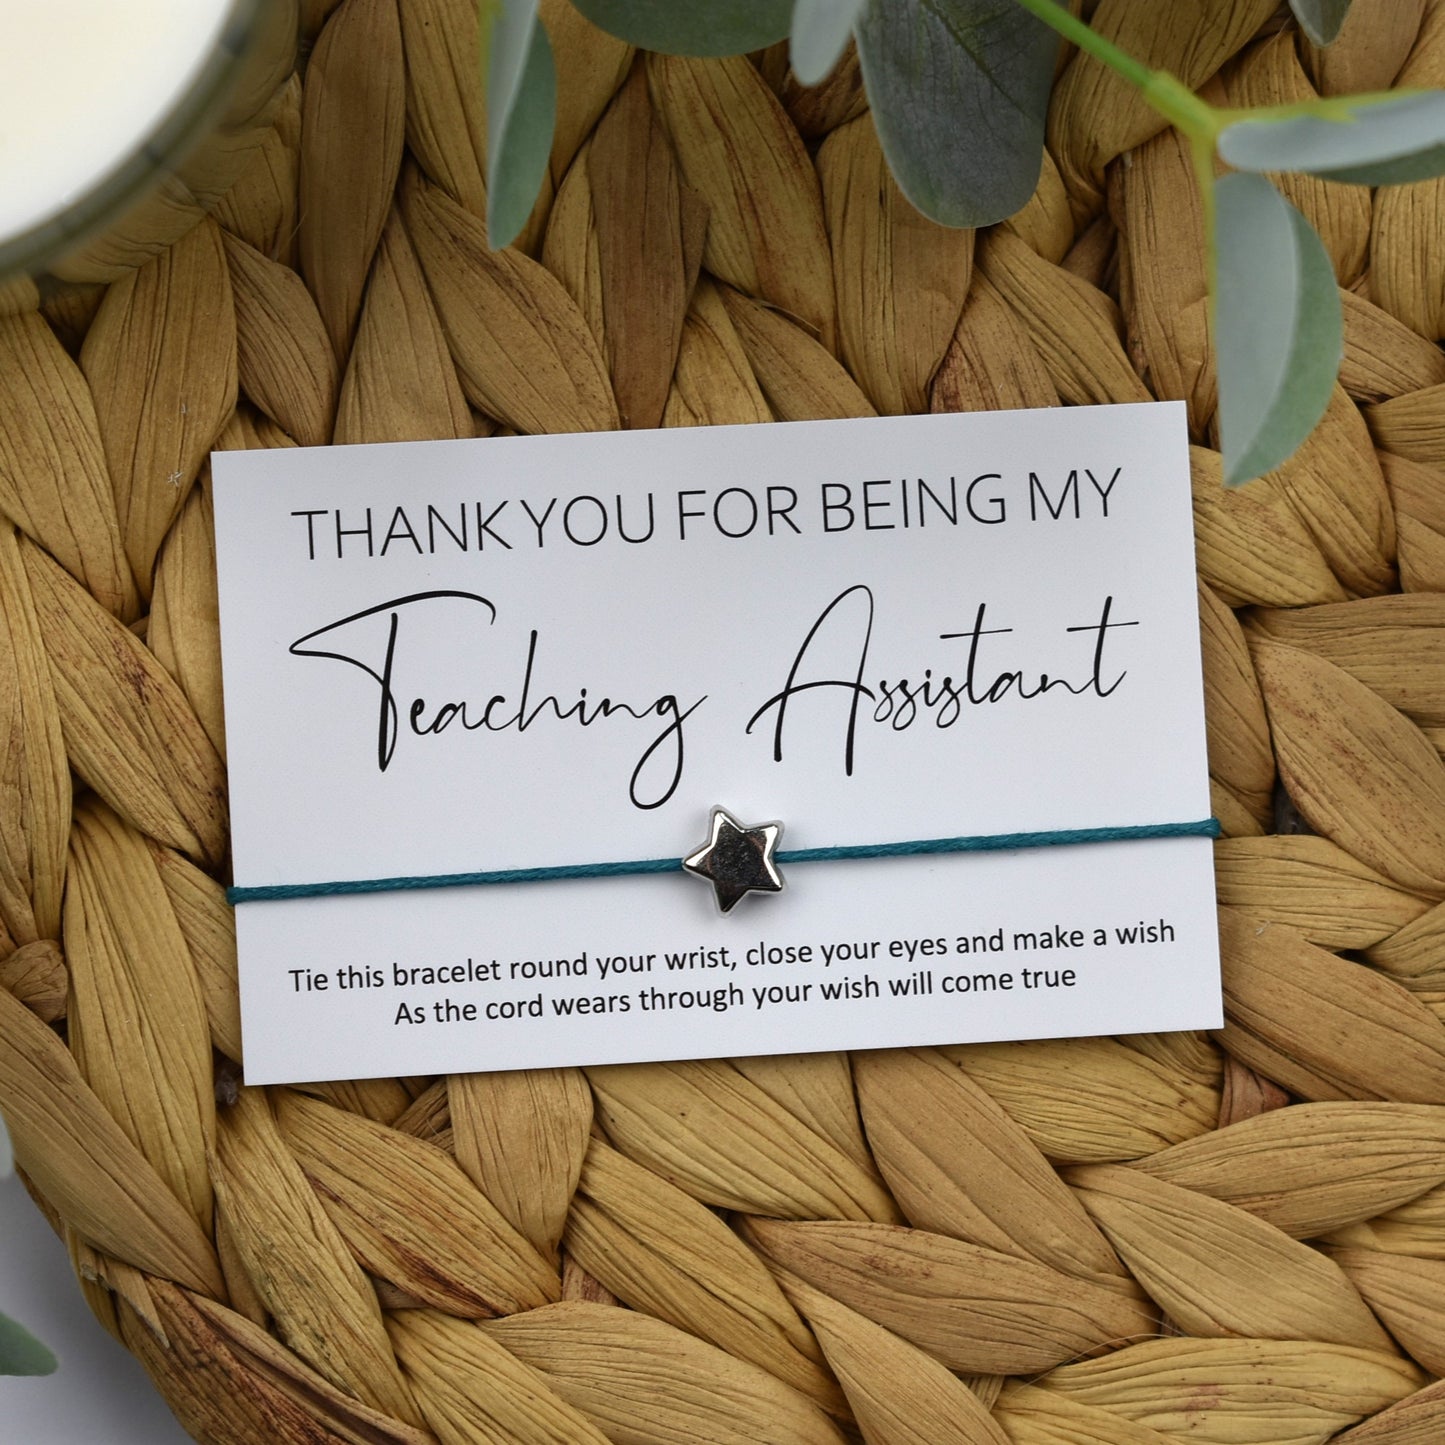 THANK YOU FOR BEING MY
Teaching Assistant
Tie this bracelet round your wrist, close your eyes and make a wish
As the cord wears through your wish will come true